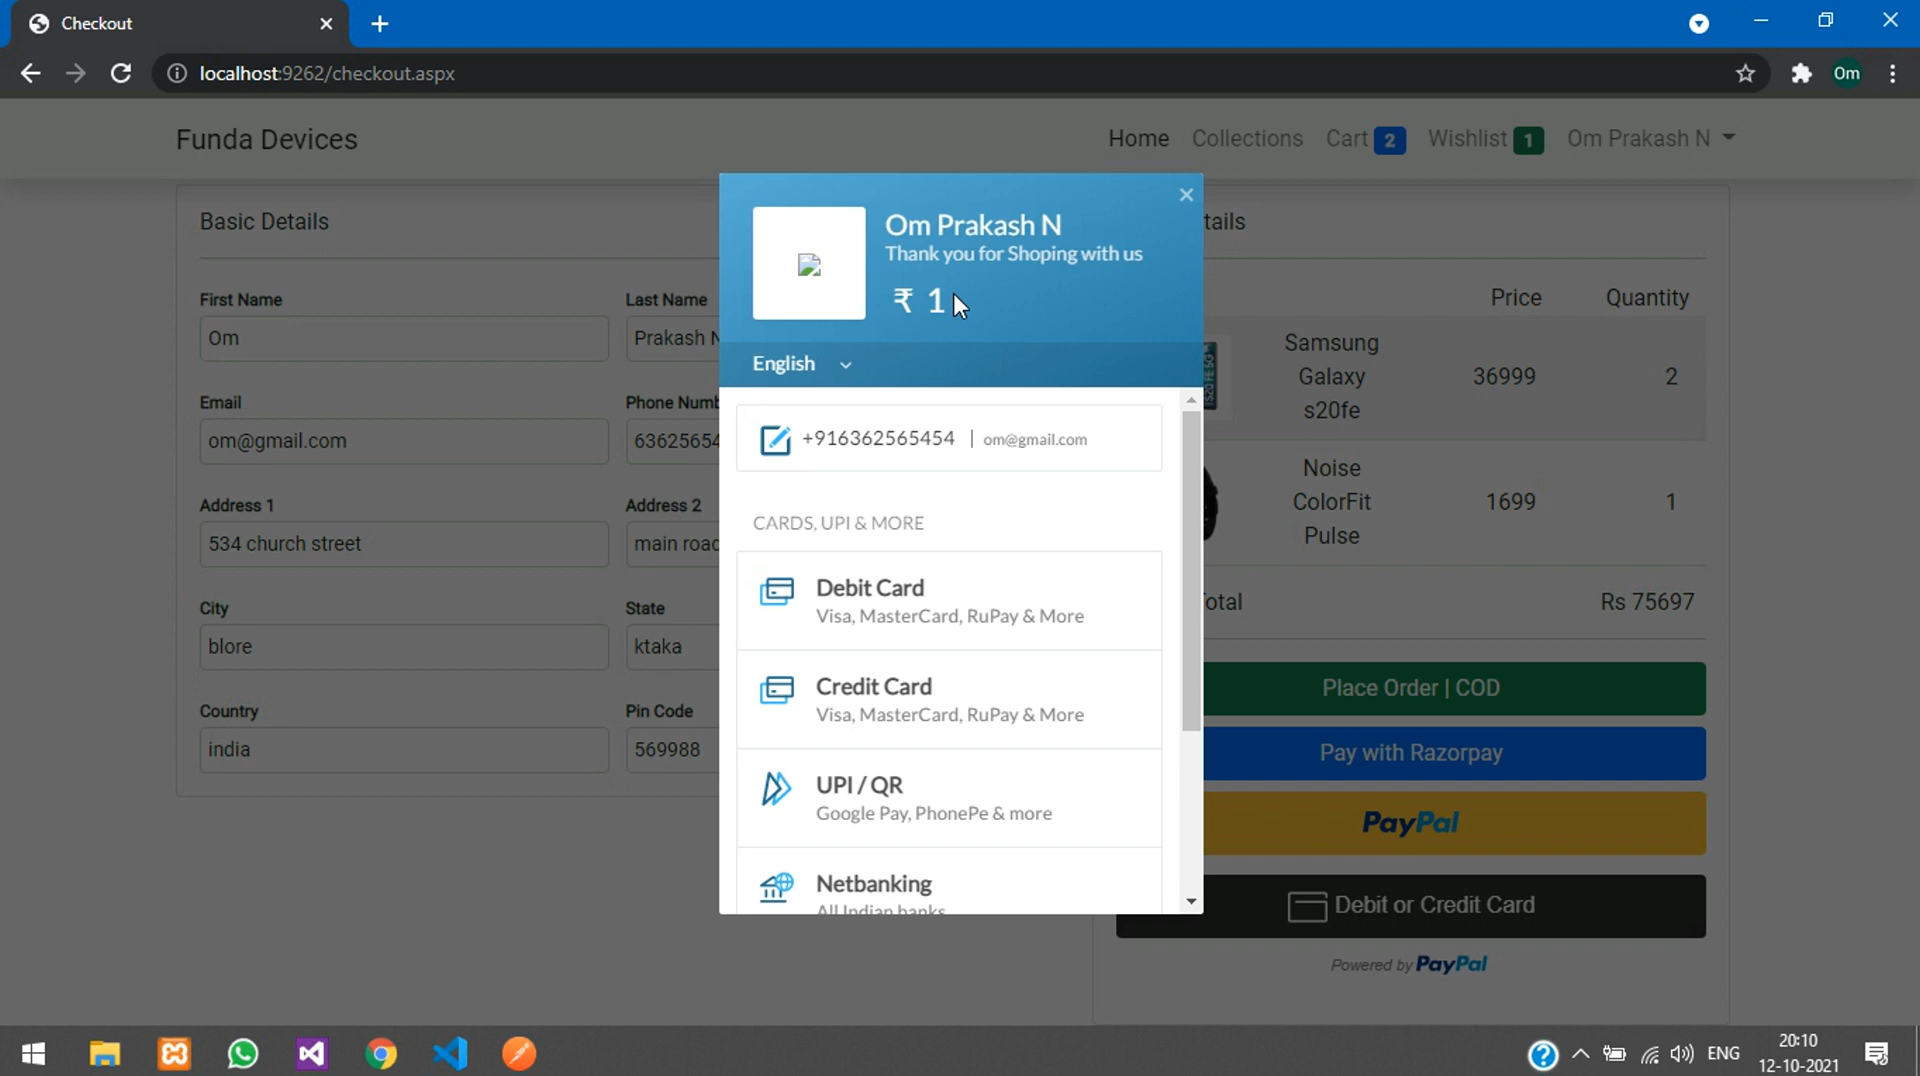 Checkout
localhost:9262/checkout.aspx
Om
Funda Devices
Home Collections Cart 2 Wishlist 1 Om Prakash N
Basic Details
tails
Om Prakash N
Thank you for Shoping with us
₹ 1
English
First Name
Last Name
Om
Prakash N
Email
Phone Numb
om@gmail.com
63625654
Address 1
Address 2
534 church street
main road
City
State
blore
ktaka
Country
Pin Code
india
569988
+916362565454 | om@gmail.com
CARDS, UPI & MORE
Debit Card
Visa, MasterCard, RuPay & More
Credit Card
Visa, MasterCard, RuPay & More
UPI / QR
Google Pay, PhonePe & more
Netbanking
All Indian banks
Price Quantity
Samsung
Galaxy
s20fe
36999 2
Noise
ColorFit
Pulse
1699 1
otal
Rs 75697
Place Order | COD
Pay with Razorpay
PayPal
Debit or Credit Card
Powered by PayPal
ENG
20:10
12-10-2021